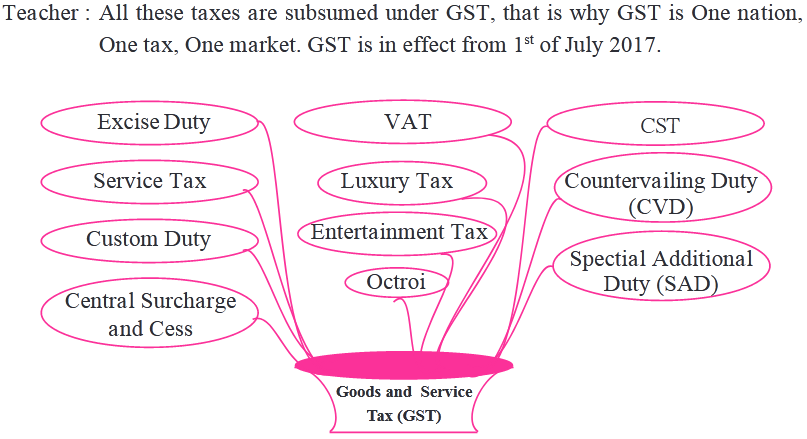 Teacher : All these taxes are subsumed under GST, that is why GST is One nation,
One tax, One market. GST is in effect from 1st of July 2017.
Excise Duty
VAT
CST
Service Tax
Luxury Tax
Countervailing Duty
(CVD)
Custom Duty
Entertainment Tax
Spectial Additional
Duty (SAD)
Octroi
Central Surcharge
and Cess
Goods and Service
Tax (GST)